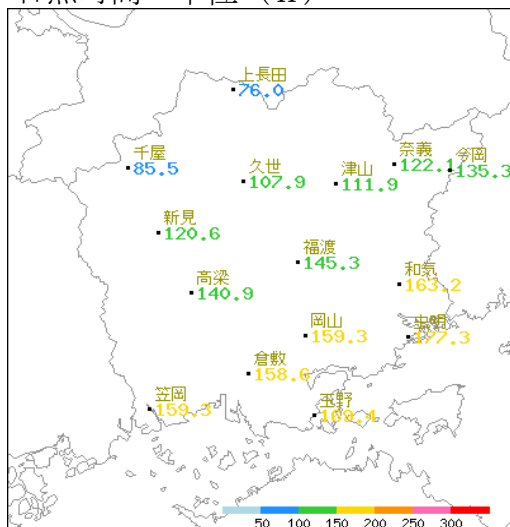 上長田
76.0
千屋
85.5
久世
107.9
津山
111.9
奈義
122.1
今岡
135.3
新見
120.6
福渡
145.3
高梁
140.9
和気
163.2
岡山
159.3
虫明
177.3
倉敷
158.6
笠岡
159.3
玉野
169.4
50 100 150 200 250 300